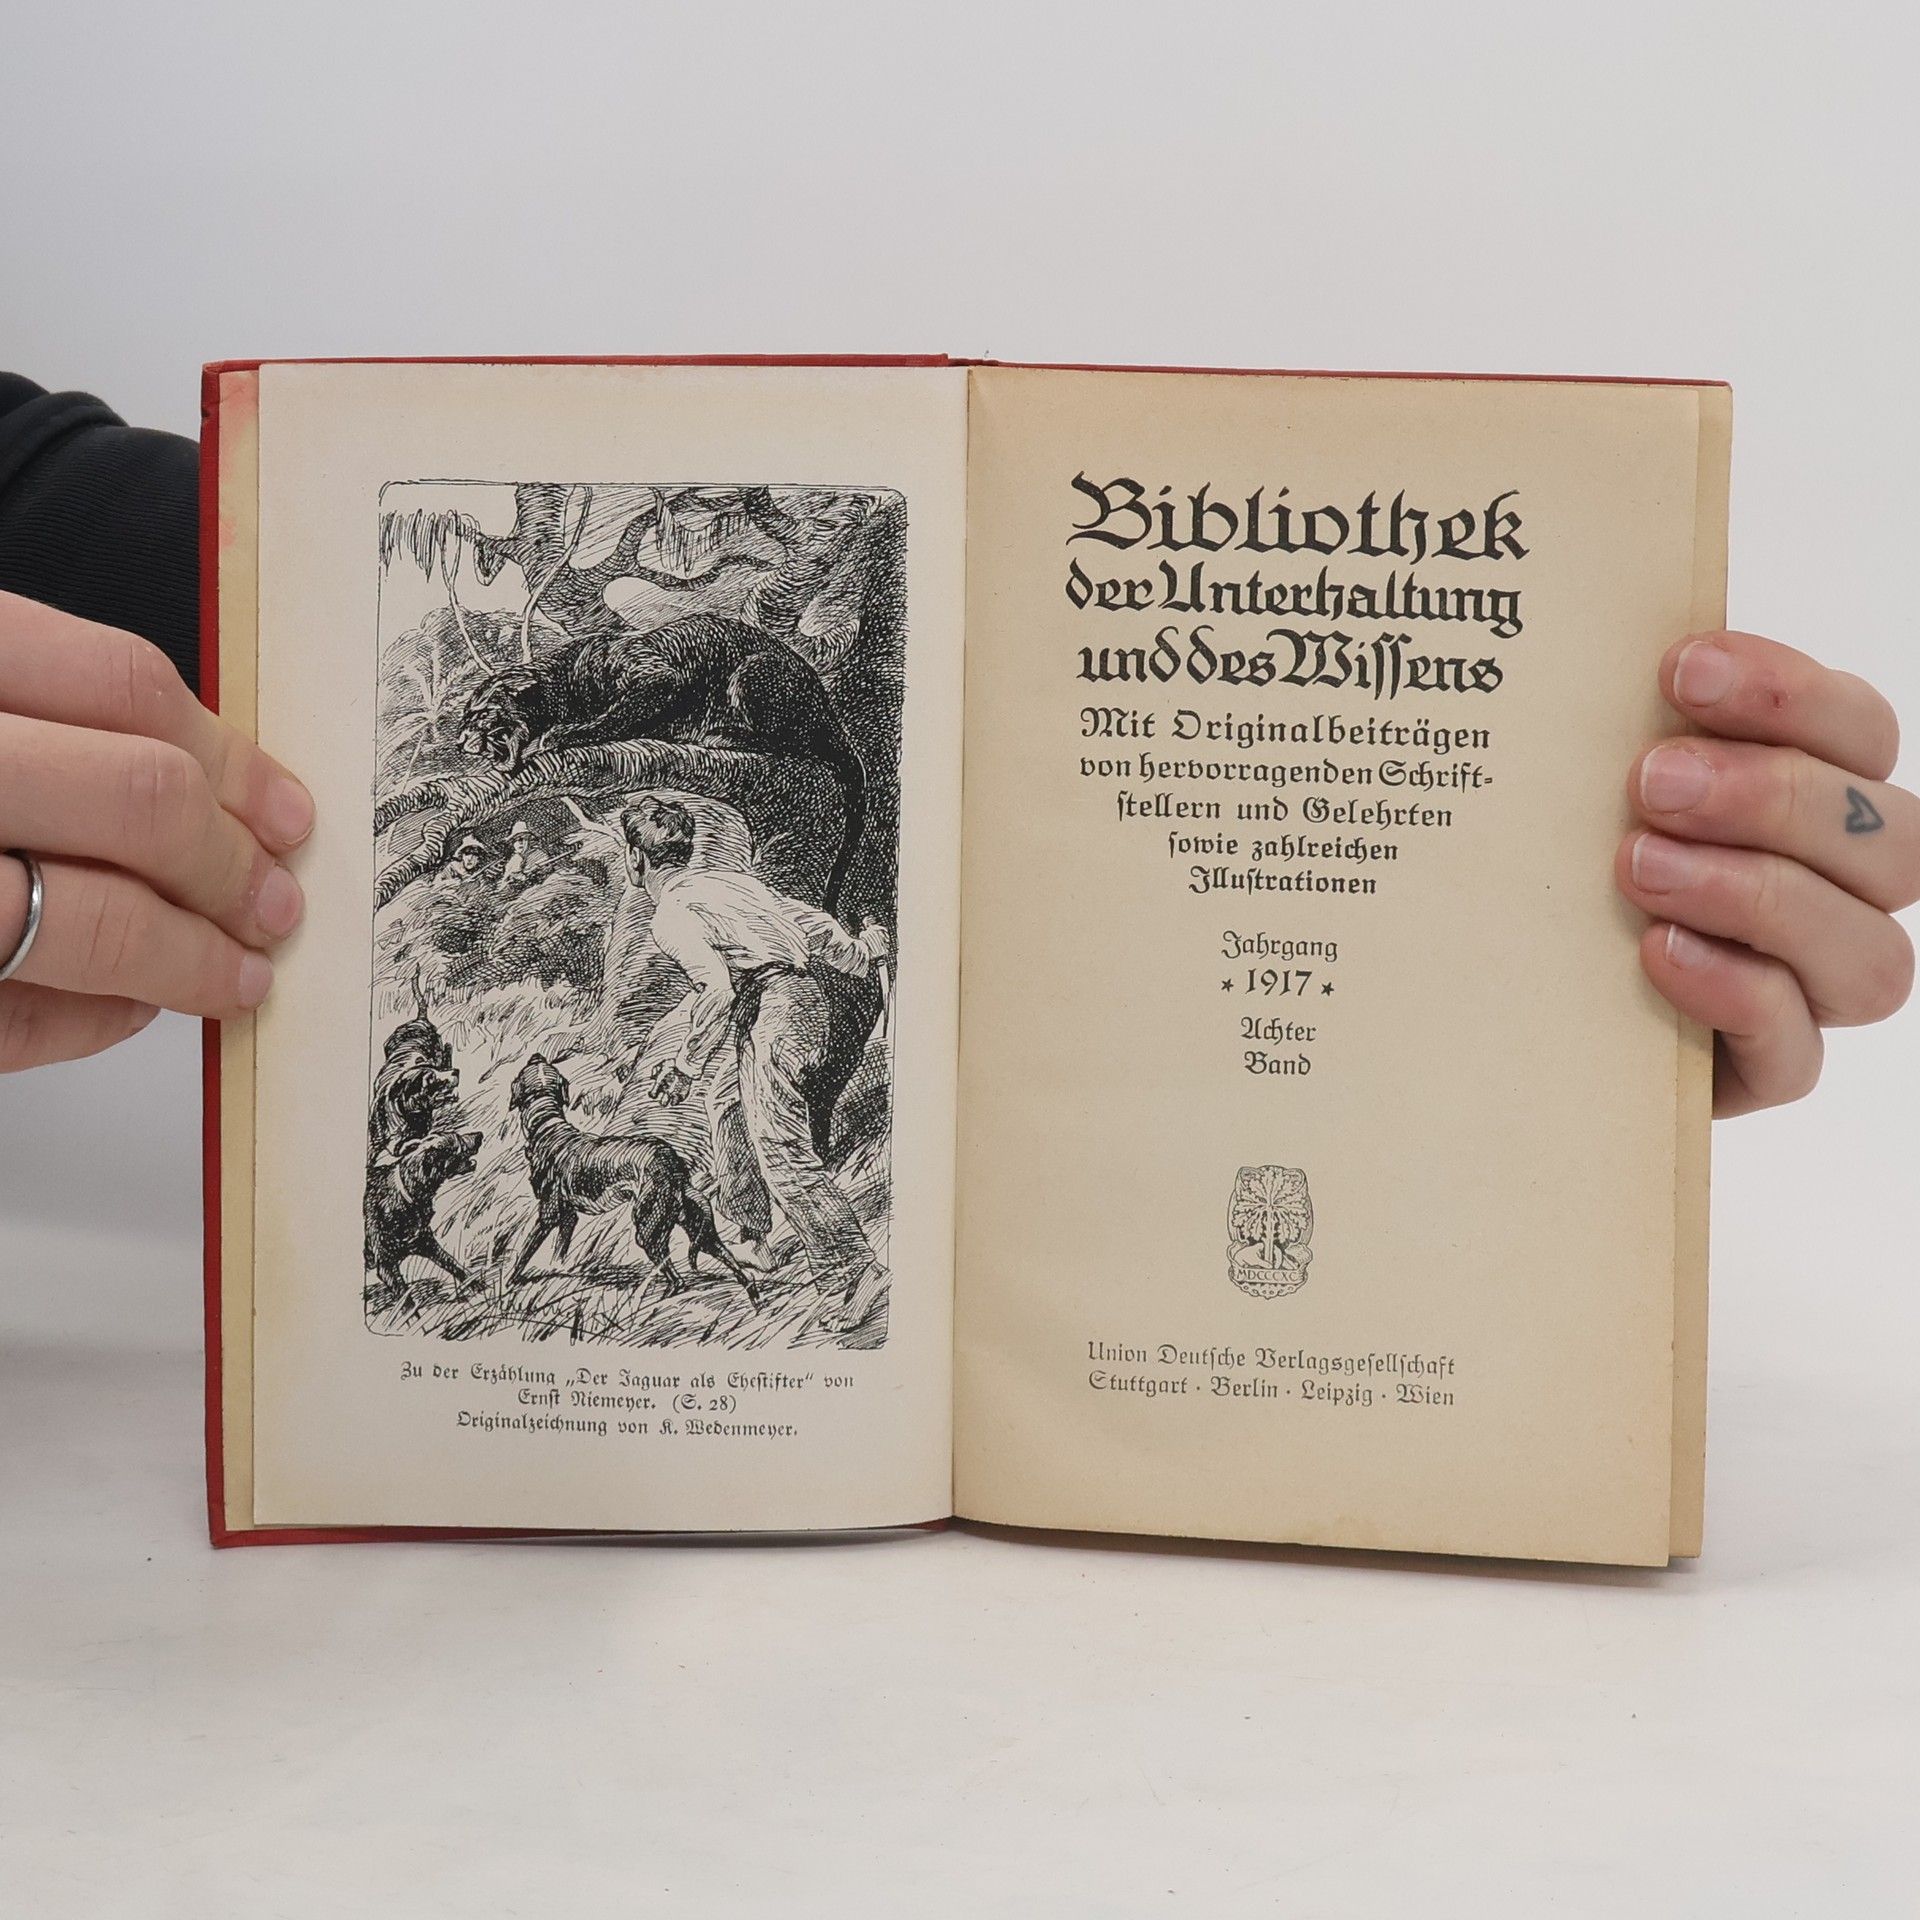 Zu der Erzählung „Der Jaguar als Ehestifter“ von
Ernst Niemeyer. (S. 28)
Originalzeichnung von K. Wedenmeyer.
Bibliothek
der Unterhaltung
und des Wissens
Mit Originalbeiträgen
von hervorragenden Schrift-
stellern und Gelehrten
sowie zahlreichen
Illustrationen
Jahrgang
* 1917 *
Achter
Band
MDCCCXC
Union Deutsche Verlagsgesellschaft
Stuttgart · Berlin · Leipzig · Wien